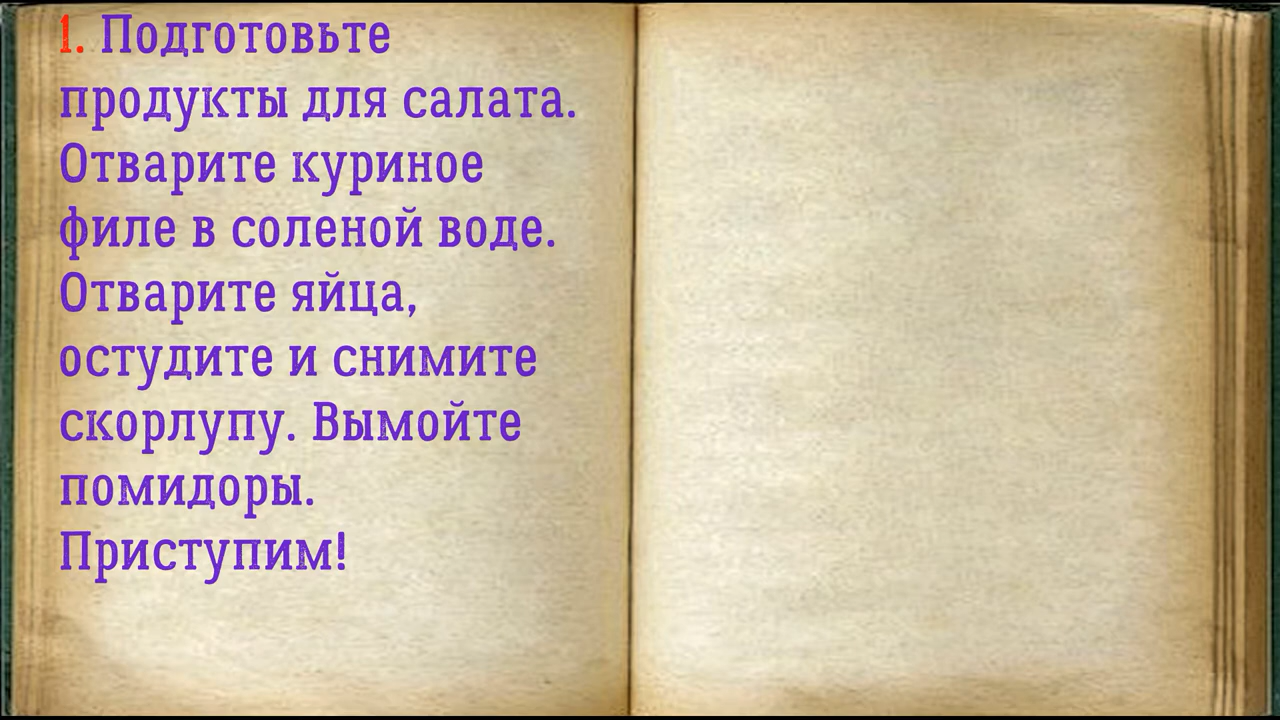 1. Подготовьте
продукты для салата.
Отварите куриное
филе в соленой воде.
Отварите яйца,
остудите и снимите
скорлупу. Вымойте
помидоры.
Приступим!